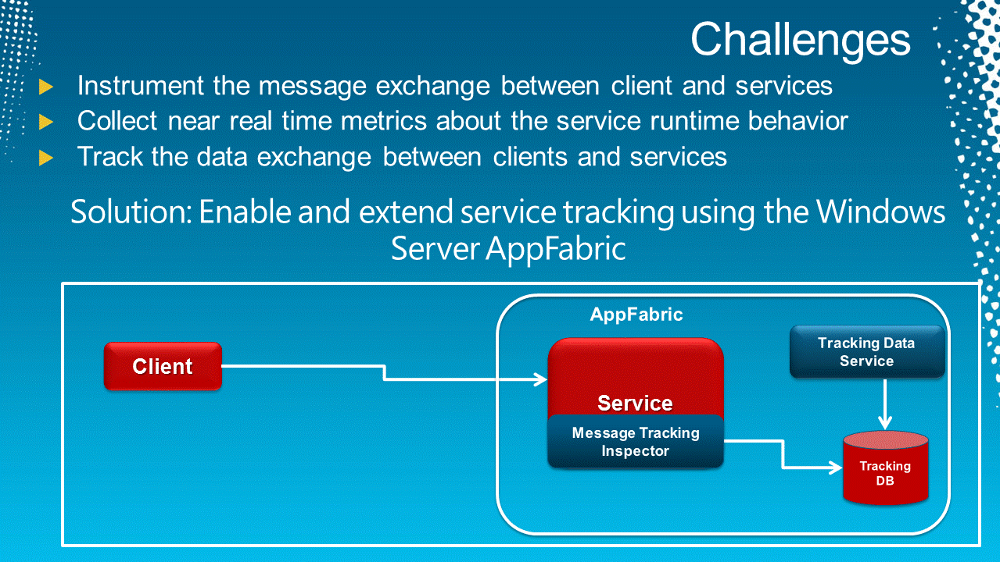 Challenges
Instrument the message exchange between client and services
Collect near real time metrics about the service runtime behavior
Track the data exchange between clients and services
Solution: Enable and extend service tracking using the Windows
Server AppFabric
AppFabric
Client
Service
Message Tracking
Inspector
Tracking Data
Service
Tracking
DB